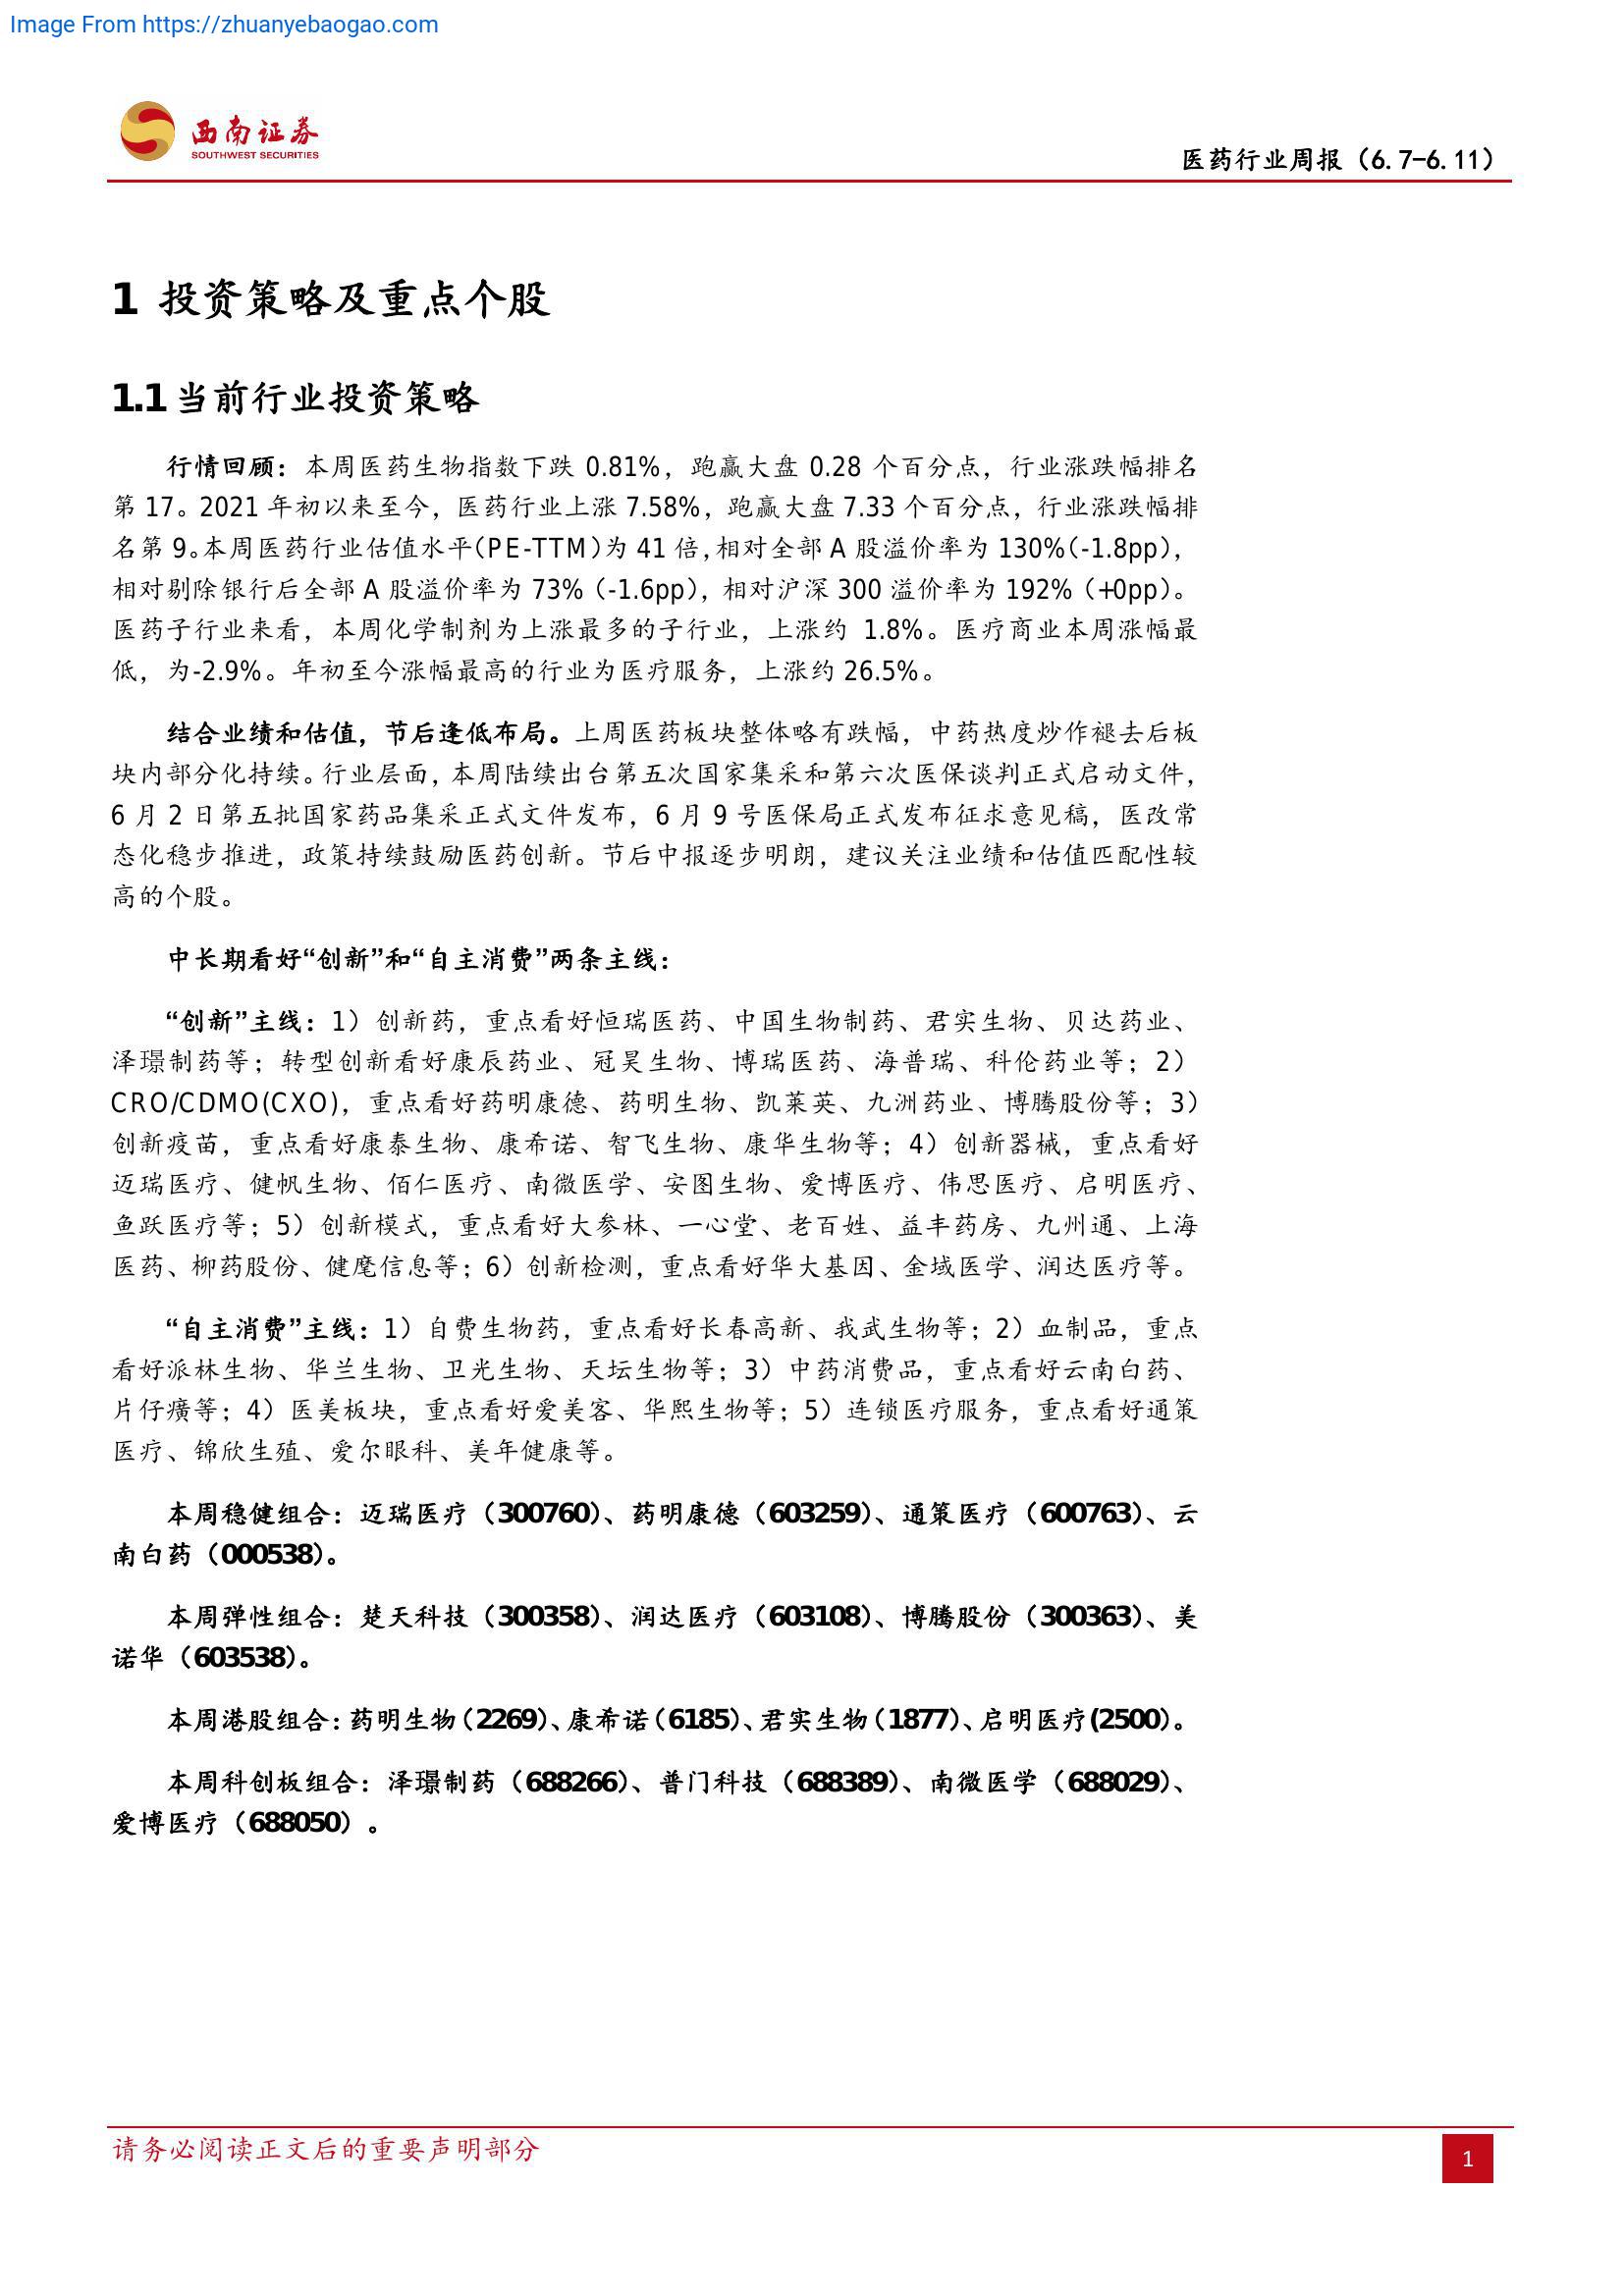 Image From https://zhuanyebaogao.com
西南证券
SOUTHWEST SECURITIES
医药行业周报（6.7-6.11）
1 投资策略及重点个股
1.1当前行业投资策略
行情回顾：本周医药生物指数下跌 0.81%，跑赢大盘 0.28 个百分点，行业涨跌幅排名
第 17。2021 年初以来至今，医药行业上涨 7.58%，跑赢大盘 7.33 个百分点，行业涨跌幅排
名第 9。本周医药行业估值水平（PE-TTM）为 41 倍，相对全部 A 股溢价率为 130%（-1.8pp），
相对剔除银行后全部 A 股溢价率为 73%（-1.6pp），相对沪深 300 溢价率为 192%（+0pp）。
医药子行业来看，本周化学制剂为上涨最多的子行业，上涨约 1.8%。医疗商业本周涨幅最
低，为-2.9%。年初至今涨幅最高的行业为医疗服务，上涨约 26.5%。
结合业绩和估值，节后逢低布局。上周医药板块整体略有跌幅，中药热度炒作褪去后板
块内部分化持续。行业层面，本周陆续出台第五次国家集采和第六次医保谈判正式启动文件，
6 月 2 日第五批国家药品集采正式文件发布，6 月 9 号医保局正式发布征求意见稿，医改常
态化稳步推进，政策持续鼓励医药创新。节后中报逐步明朗，建议关注业绩和估值匹配性较
高的个股。
中长期看好“创新”和“自主消费”两条主线：
“创新”主线：1）创新药，重点看好恒瑞医药、中国生物制药、君实生物、贝达药业、
泽璟制药等；转型创新看好康辰药业、冠昊生物、博瑞医药、海普瑞、科伦药业等；2）
CRO/CDMO(CXO)，重点看好药明康德、药明生物、凯莱英、九洲药业、博腾股份等；3）
创新疫苗，重点看好康泰生物、康希诺、智飞生物、康华生物等；4）创新器械，重点看好
迈瑞医疗、健帆生物、佰仁医疗、南微医学、安图生物、爱博医疗、伟思医疗、启明医疗、
鱼跃医疗等；5）创新模式，重点看好大参林、一心堂、老百姓、益丰药房、九州通、上海
医药、柳药股份、健麾信息等；6）创新检测，重点看好华大基因、金域医学、润达医疗等。
“自主消费”主线：1）自费生物药，重点看好长春高新、我武生物等；2）血制品，重点
看好派林生物、华兰生物、卫光生物、天坛生物等；3）中药消费品，重点看好云南白药、
片仔癀等；4）医美板块，重点看好爱美客、华熙生物等；5）连锁医疗服务，重点看好通策
医疗、锦欣生殖、爱尔眼科、美年健康等。
本周稳健组合：迈瑞医疗（300760）、药明康德（603259）、通策医疗（600763）、云
南白药（000538）。
本周弹性组合：楚天科技（300358）、润达医疗（603108）、博腾股份（300363）、美
诺华（603538）。
本周港股组合：药明生物（2269）、康希诺（6185）、君实生物（1877）、启明医疗(2500）。
本周科创板组合：泽璟制药（688266）、普门科技（688389）、南微医学（688029）、
爱博医疗（688050）。
请务必阅读正文后的重要声明部分
1